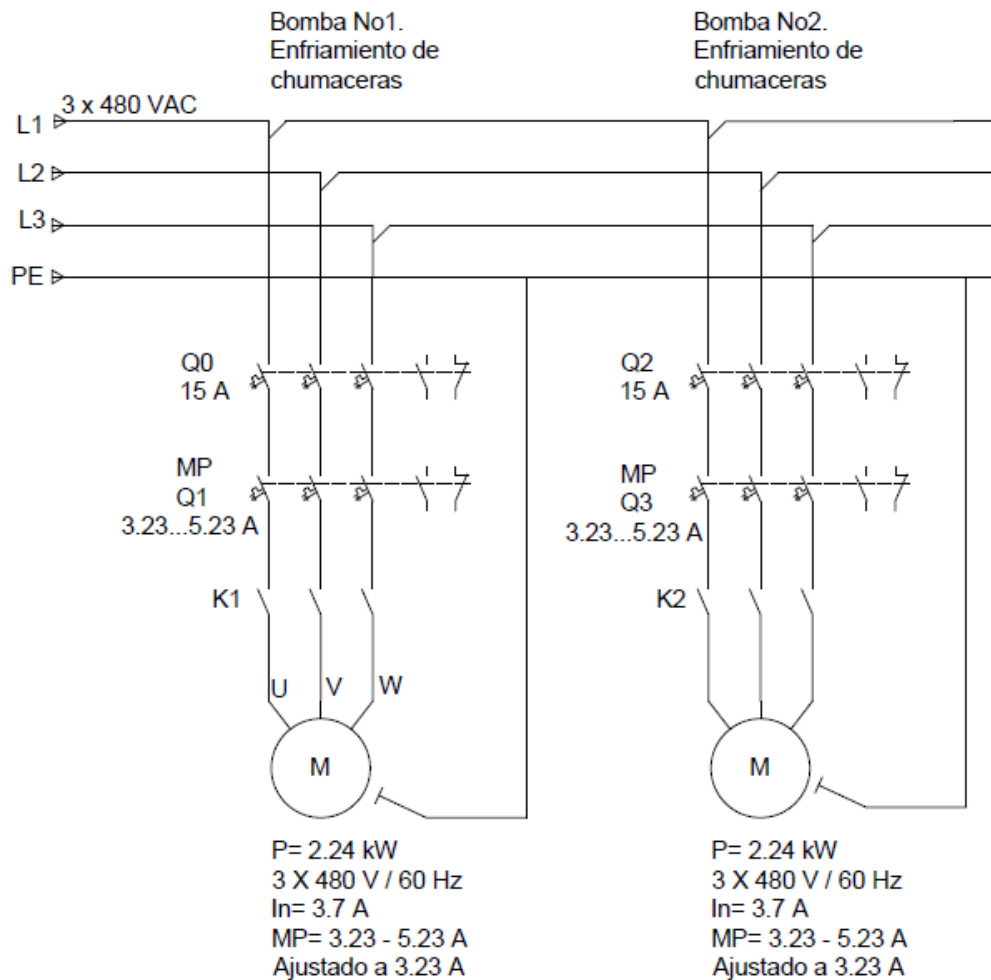 Bomba No1.
Enfriamiento de
chumaceras
Bomba No2.
Enfriamiento de
chumaceras
3 x 480 VAC
L1
L2
L3
PE
Q0
15 A
Q2
15 A
MP
Q1
3.23...5.23 A
MP
Q3
3.23...5.23 A
K1
K2
U V W
M
M
P= 2.24 kW
3 X 480 V / 60 Hz
In= 3.7 A
MP= 3.23 - 5.23 A
Ajustado a 3.23 A
P= 2.24 kW
3 X 480 V / 60 Hz
In= 3.7 A
MP= 3.23 - 5.23 A
Ajustado a 3.23 A